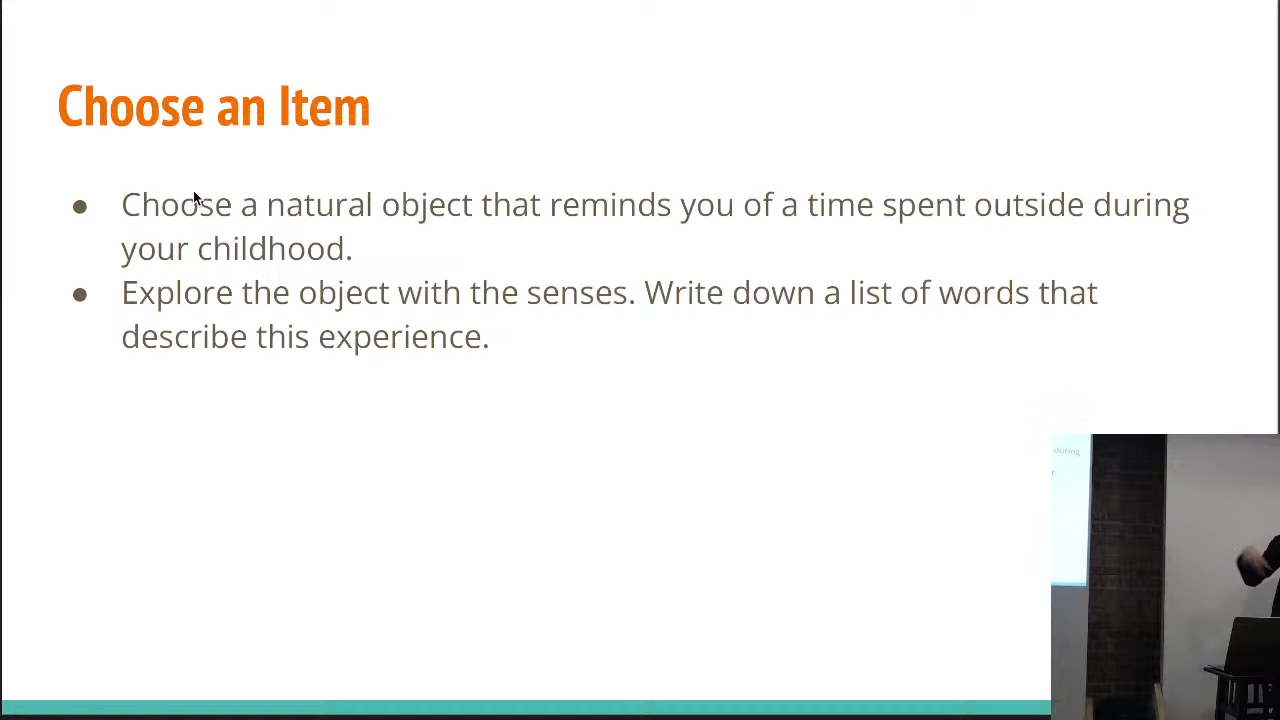 Choose an Item
● Choose a natural object that reminds you of a time spent outside during
your childhood.
● Explore the object with the senses. Write down a list of words that
describe this experience.
during